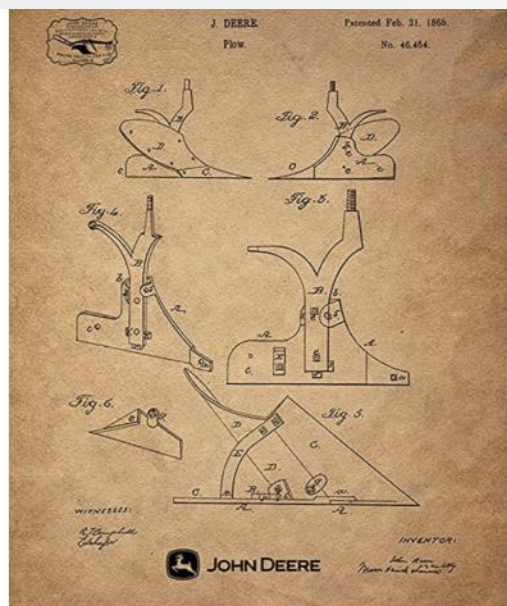 J. DEERE
Plow.
Patented Feb. 21, 1865.
No. 46,454.
Fig. 1.
Fig. 2.
B
D.
A.
C
C.
B
D.
A.
C
c
e
Fig. 4.
Fig. 3.
B
b
A.
c
B.
b
A
A
c
a
Fig. 6.
Fig. 5.
D
E
C.
D.
B
C
A
A
a
WITNESSES:
INVENTOR:
JOHN DEERE